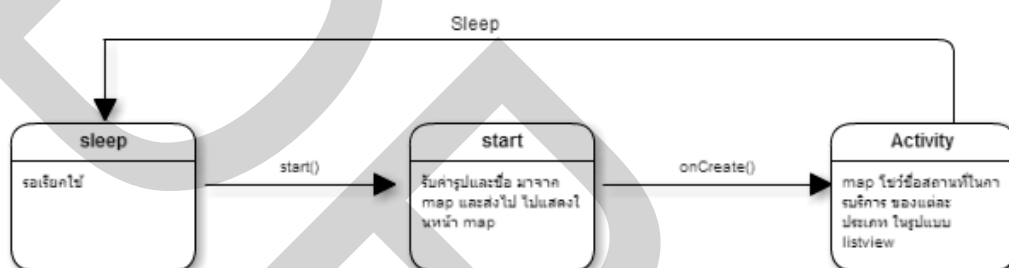 Sleep
sleep
รอเรียกใช้
start()
start
รับค่ารูปและชื่อ มาจาก
map และส่งไป ไปแสดงใ
นหน้า map
onCreate()
Activity
map โชว์ชื่อสถานที่ในกา
รบริการ ของแต่ละ
ประเภท ในรูปแบบ
listview